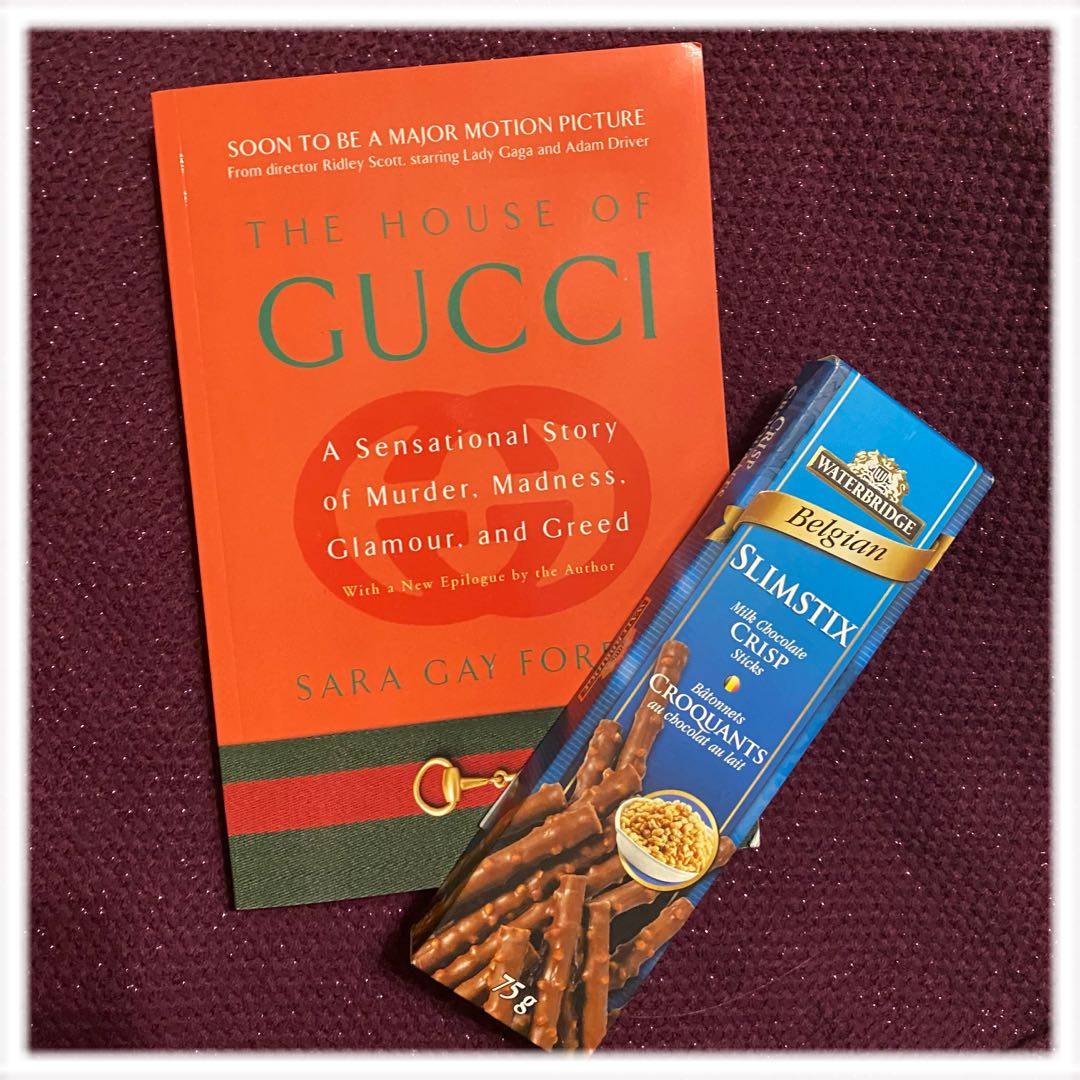 SOON TO BE A MAJOR MOTION PICTURE
From director Ridley Scott, starring Lady Gaga and Adam Driver
THE HOUSE OF
GUCCI
A Sensational Story
of Murder, Madness,
Glamour, and Greed
With a New Epilogue by the Author
SARA GAY FOR
WATERBRIDGE
Belgian
SLIMSTIX
Milk Chocolate
CRISP
Sticks
Bâtonnets
CROQUANTS
au chocolat au lait
75g
CRISP